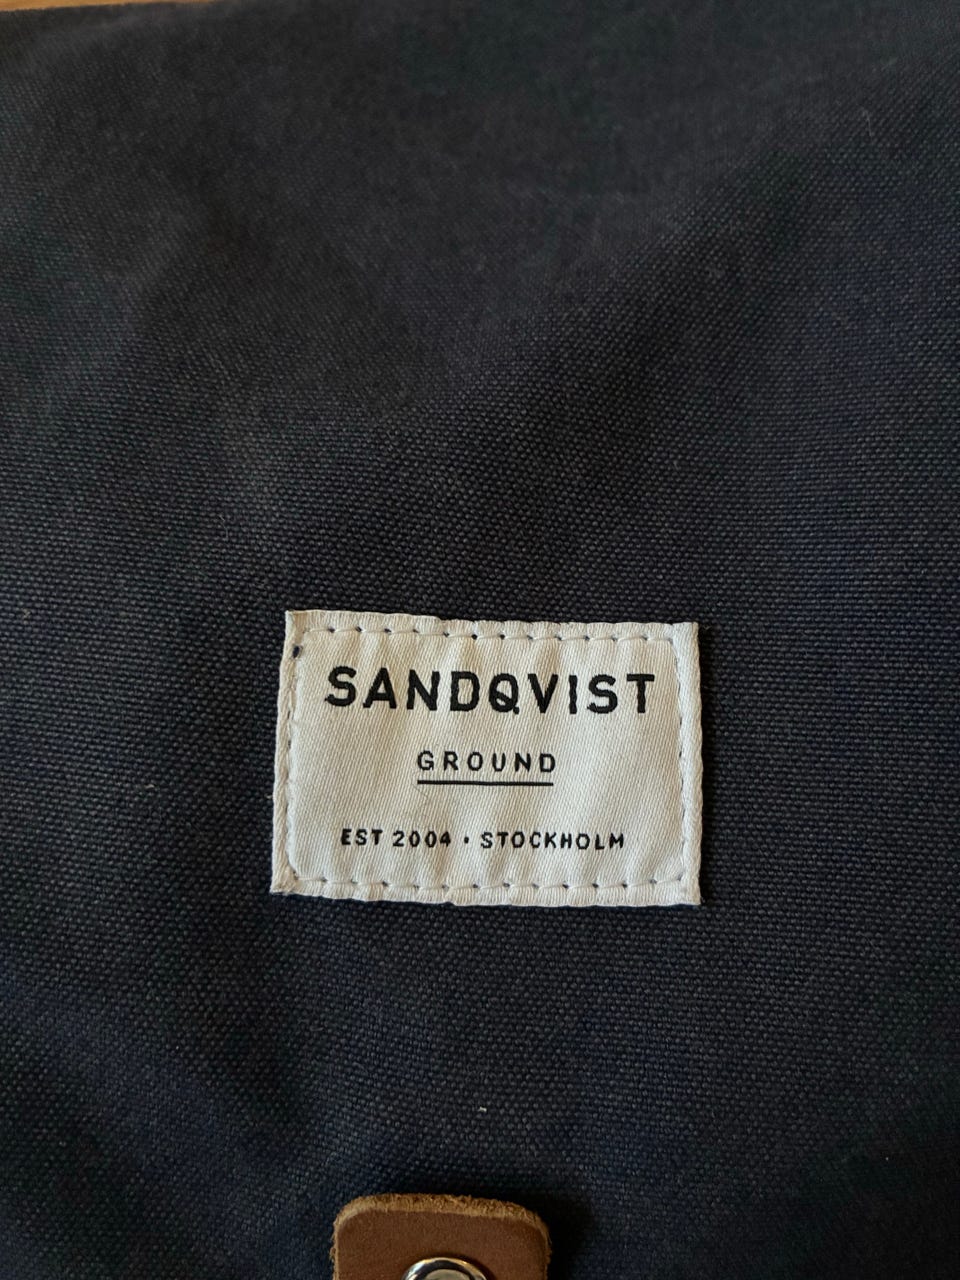 SANDQVIST
GROUND
EST 2004 · STOCKHOLM